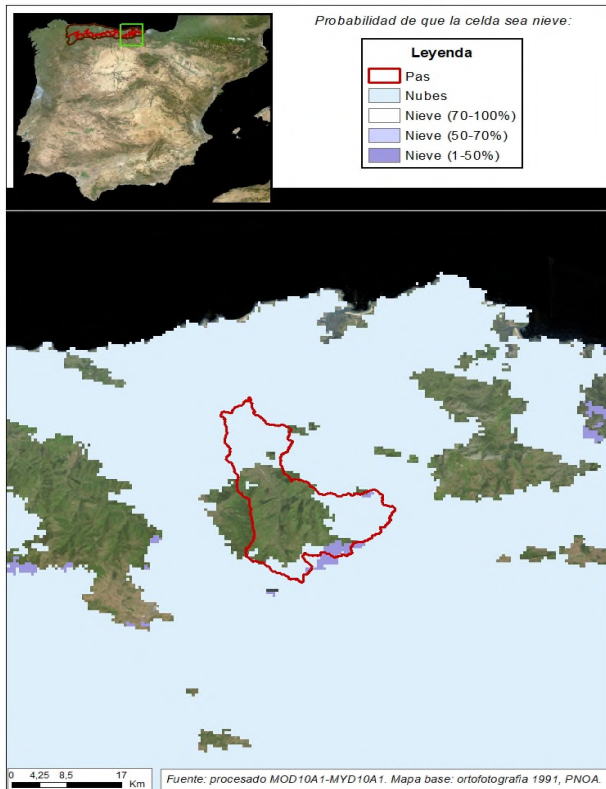 Probabilidad de que la celda sea nieve:
Leyenda
Pas
Nubes
Nieve (70-100%)
Nieve (50-70%)
Nieve (1-50%)
0 4,25 8,5 17
Km
Fuente: procesado MOD10A1-MYD10A1. Mapa base: ortofotografia 1991, PNOA.